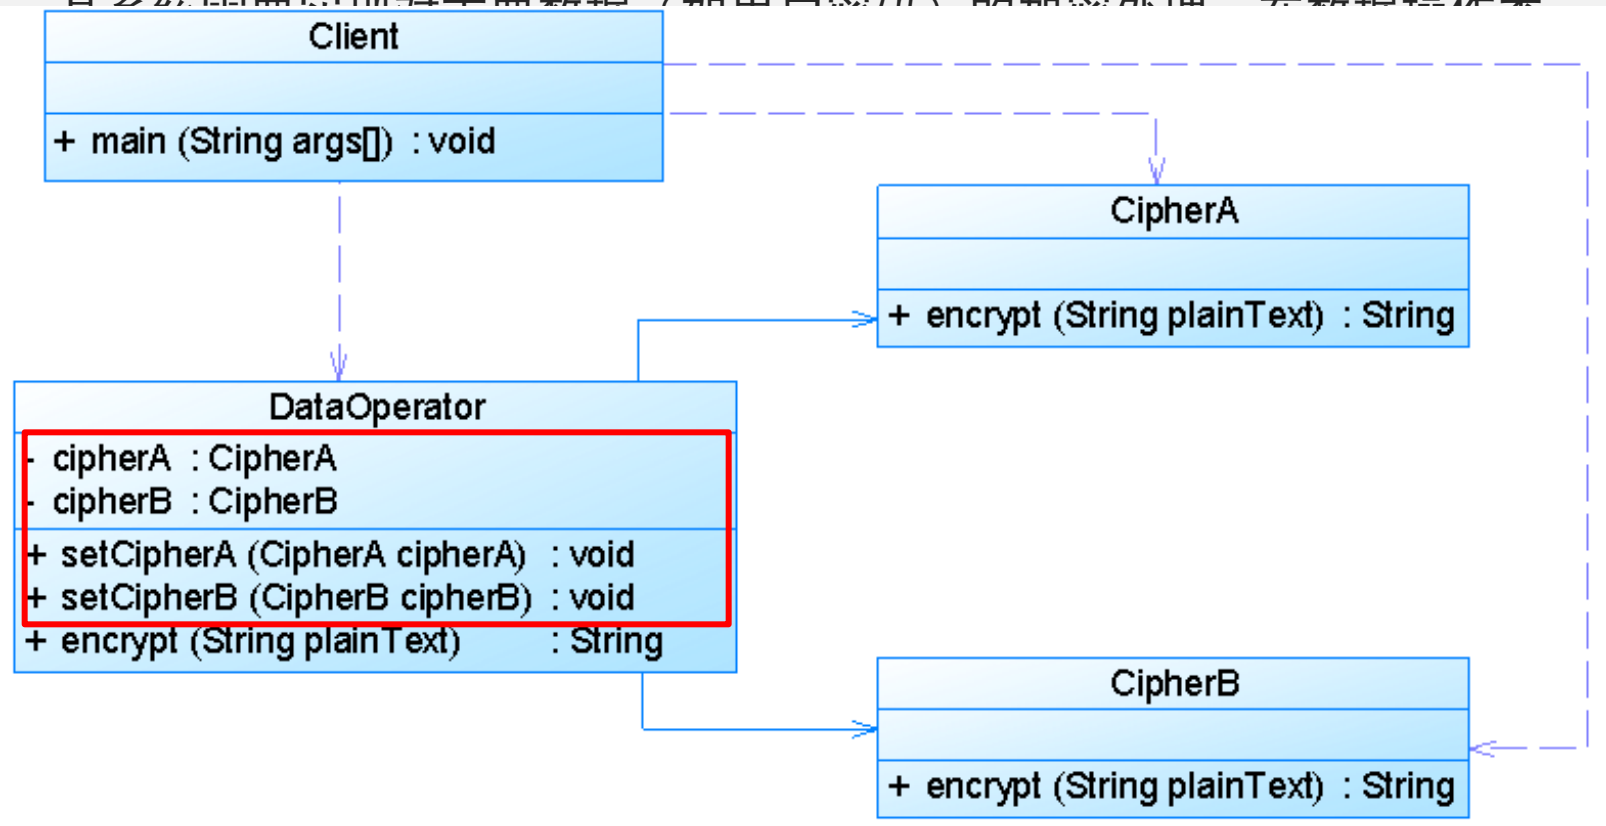 Client
+ main (String args[]) : void
CipherA
+ encrypt (String plainText) : String
DataOperator
- cipherA : CipherA
- cipherB : CipherB
+ setCipherA (CipherA cipherA) : void
+ setCipherB (CipherB cipherB) : void
+ encrypt (String plainText) : String
CipherB
+ encrypt (String plainText) : String